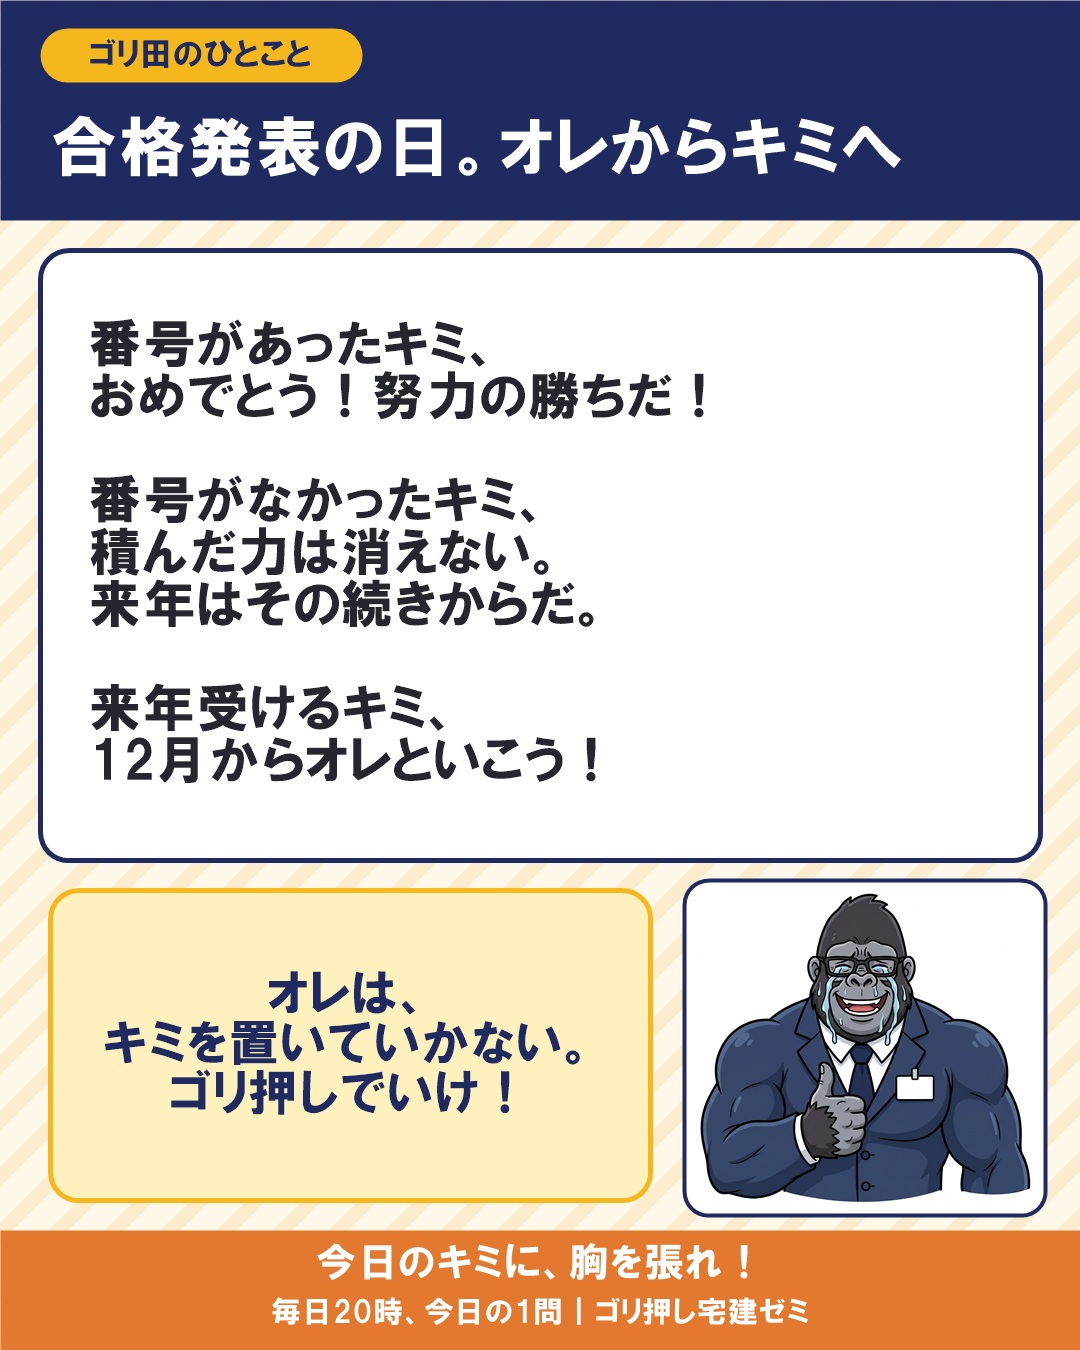 ゴリ田のひとこと
合格発表の日。オレからキミへ
番号があったキミ、
おめでとう！努力の勝ちだ！
番号がなかったキミ、
積んだ力は消えない。
来年はその続きからだ。
来年受けるキミ、
12月からオレといこう！
オレは、
キミを置いていかない。
ゴリ押しでいけ！
今日のキミに、胸を張れ！
毎日20時、今日の1問｜ゴリ押し宅建ゼミ